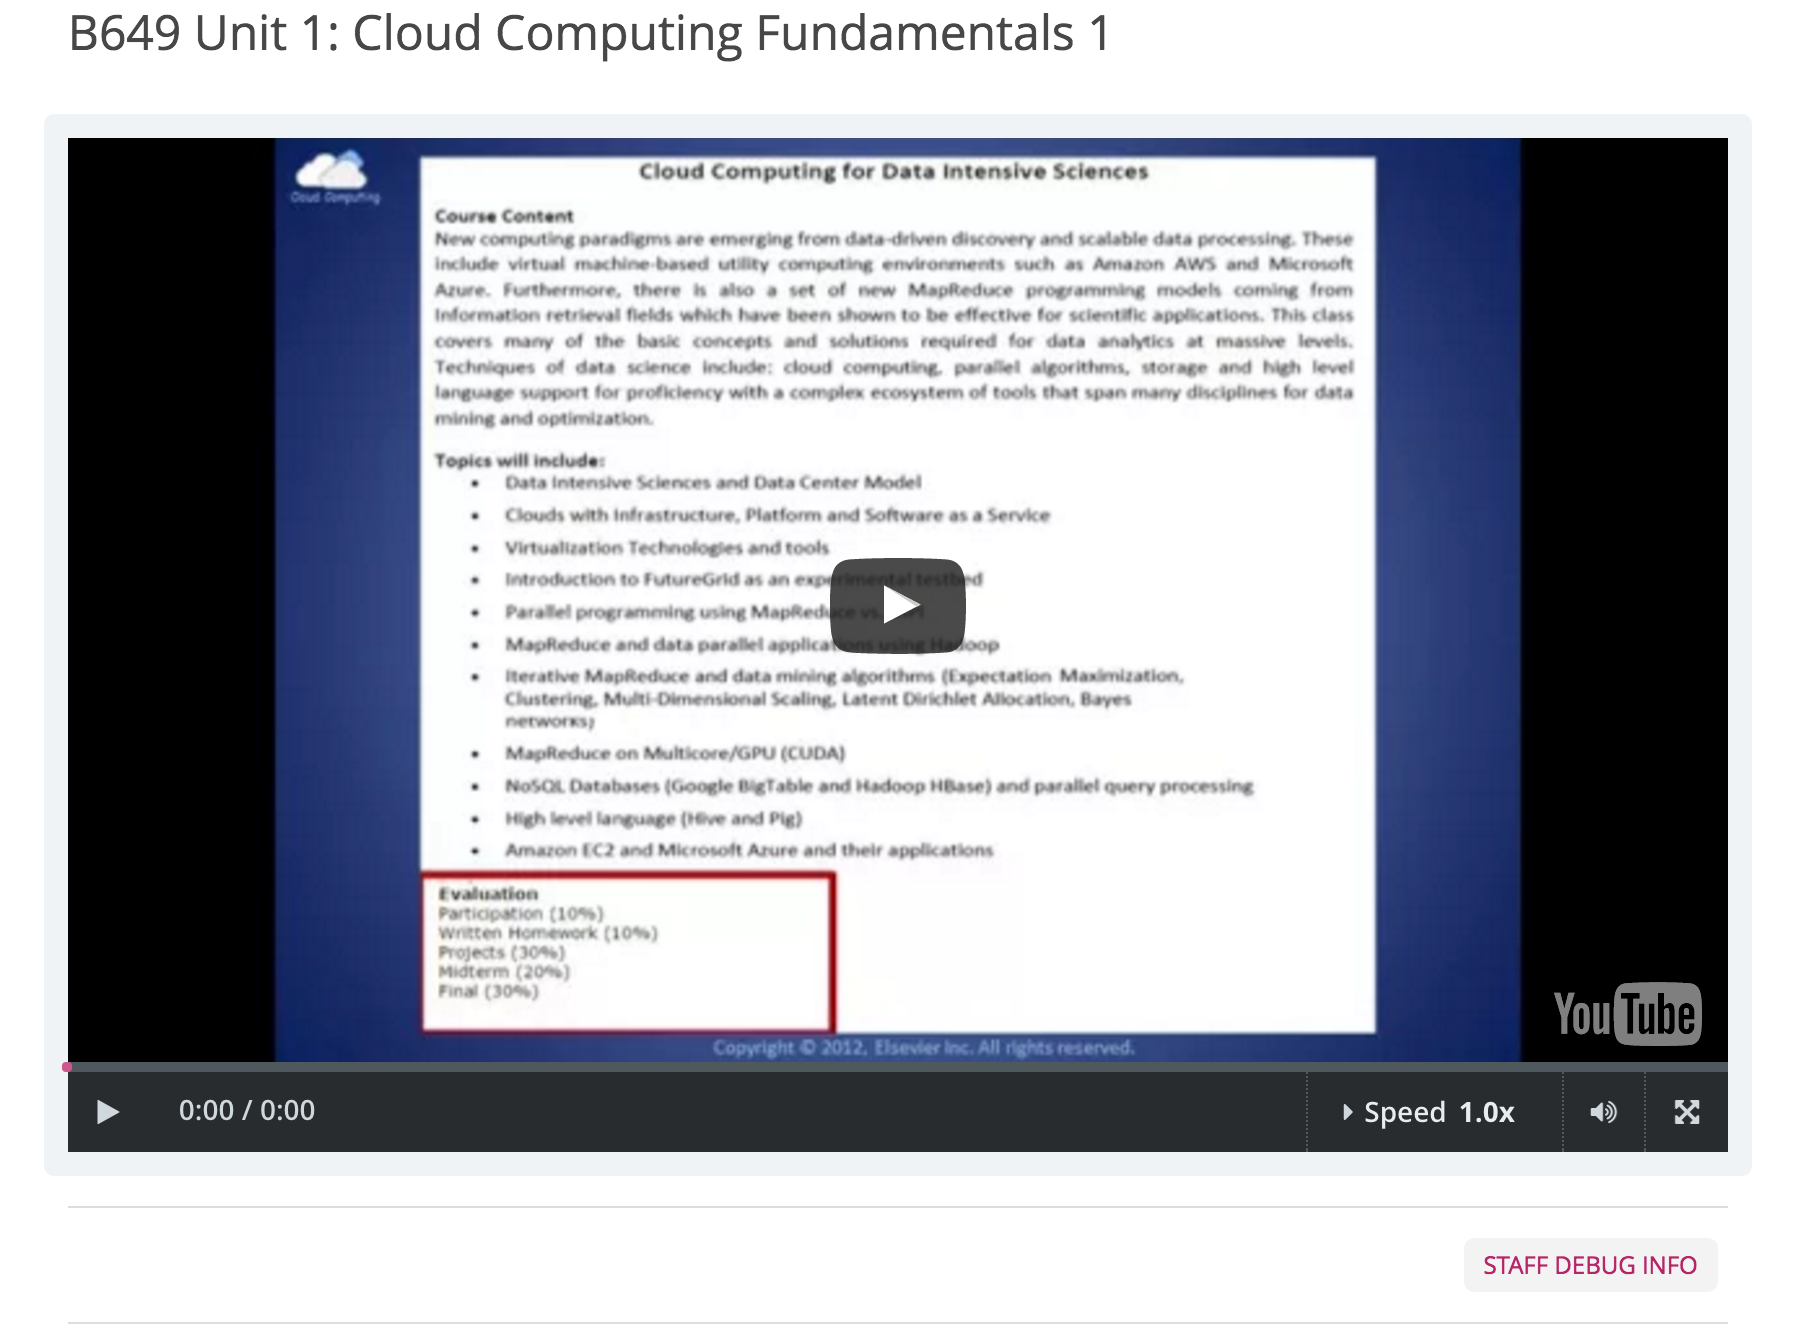 B649 Unit 1: Cloud Computing Fundamentals 1
Cloud Computing
Cloud Computing for Data Intensive Sciences
Course Content
New computing paradigms are emerging from data-driven discovery and scalable data processing. These
include virtual machine-based utility computing environments such as Amazon AWS and Microsoft
Azure. Furthermore, there is also a set of new MapReduce programming models coming from
information retrieval fields which have been shown to be effective for scientific applications. This class
covers many of the basic concepts and solutions required for data analytics at massive levels.
Techniques of data science include: cloud computing, parallel algorithms, storage and high level
language support for proficiency with a complex ecosystem of tools that span many disciplines for data
mining and optimization.
Topics will include:
• Data Intensive Sciences and Data Center Model
• Clouds with Infrastructure, Platform and Software as a Service
• Virtualization Technologies and tools
• Introduction to FutureGrid as an experimental testbed
• Parallel programming using MapReduce vs.
• MapReduce and data parallel applications using Hadoop
• Iterative MapReduce and data mining algorithms (Expectation Maximization,
Clustering, Multi-Dimensional Scaling, Latent Dirichlet Allocation, Bayes
networks)
• MapReduce on Multicore/GPU (CUDA)
• NoSQL Databases (Google BigTable and Hadoop HBase) and parallel query processing
• High level language (Hive and Pig)
• Amazon EC2 and Microsoft Azure and their applications
Evaluation
Participation (10%)
Written Homework (10%)
Projects (30%)
Midterm (20%)
Final (30%)
YouTube
Copyright © 2012, Elsevier Inc. All rights reserved.
0:00 / 0:00
Speed 1.0x
STAFF DEBUG INFO